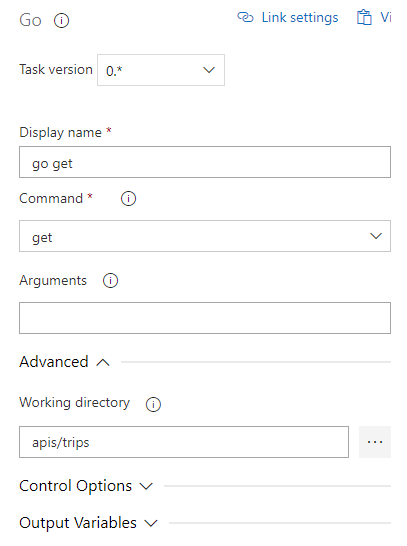 Go
Link settings
Vi
Task version 0.*
Display name *
go get
Command *
get
Arguments
Advanced
Working directory
apis/trips
...
Control Options
Output Variables